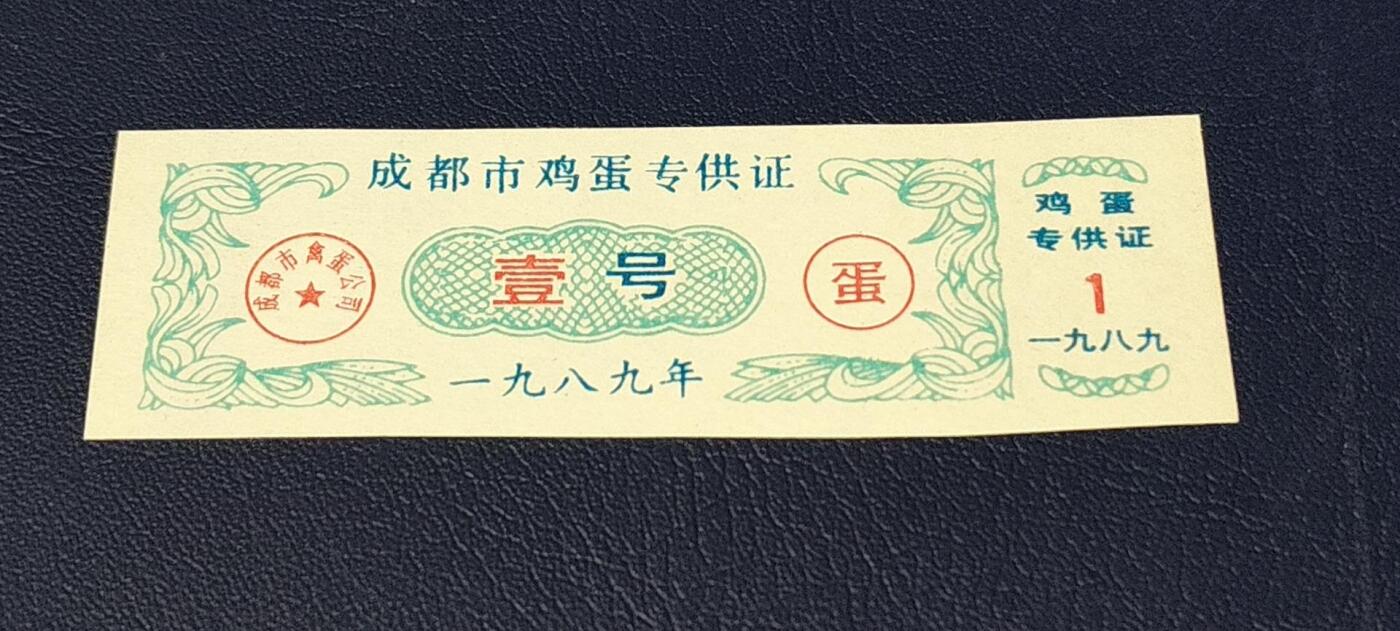 成都市鸡蛋专供证
成都市禽蛋公司
壹号
蛋
一九八九年
鸡蛋
专供证
1
一九八九